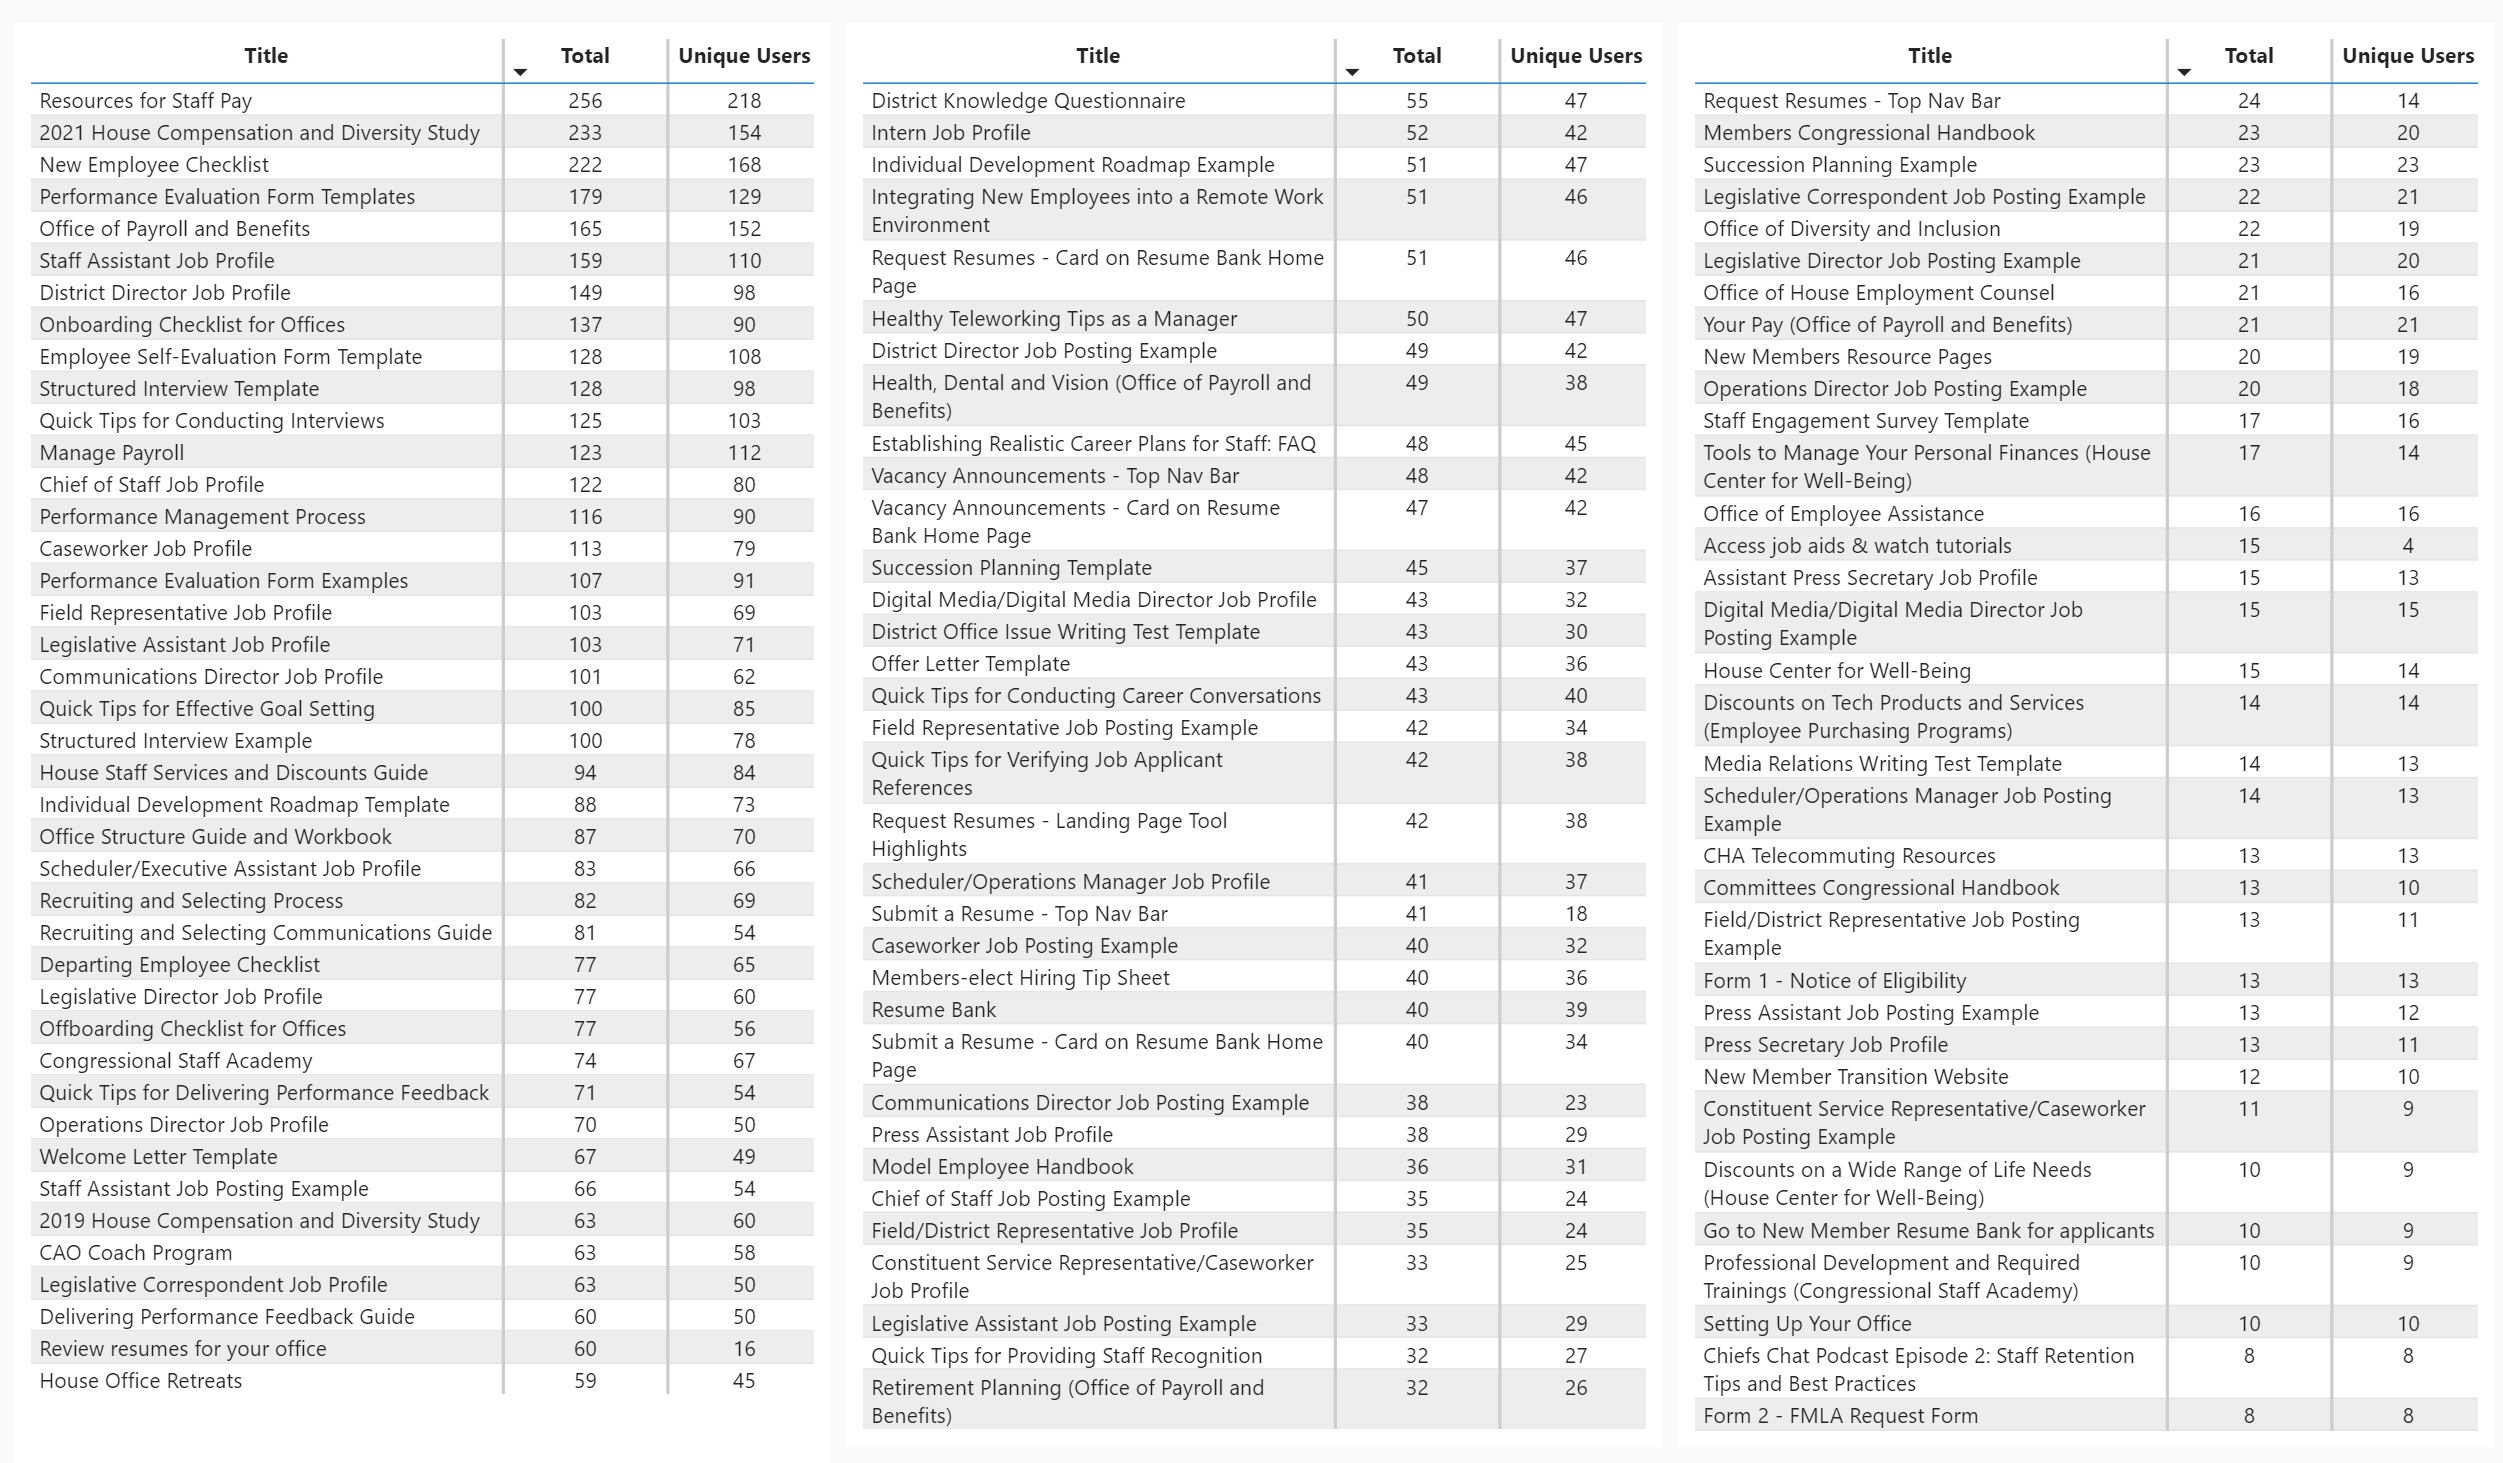 Title Total Unique Users
Resources for Staff Pay 256 218
2021 House Compensation and Diversity Study 233 154
New Employee Checklist 222 168
Performance Evaluation Form Templates 179 129
Office of Payroll and Benefits 165 152
Staff Assistant Job Profile 159 110
District Director Job Profile 149 98
Onboarding Checklist for Offices 137 90
Employee Self-Evaluation Form Template 128 108
Structured Interview Template 128 98
Quick Tips for Conducting Interviews 125 103
Manage Payroll 123 112
Chief of Staff Job Profile 122 80
Performance Management Process 116 90
Caseworker Job Profile 113 79
Performance Evaluation Form Examples 107 91
Field Representative Job Profile 103 69
Legislative Assistant Job Profile 103 71
Communications Director Job Profile 101 62
Quick Tips for Effective Goal Setting 100 85
Structured Interview Example 100 78
House Staff Services and Discounts Guide 94 84
Individual Development Roadmap Template 88 73
Office Structure Guide and Workbook 87 70
Scheduler/Executive Assistant Job Profile 83 66
Recruiting and Selecting Process 82 69
Recruiting and Selecting Communications Guide 81 54
Departing Employee Checklist 77 65
Legislative Director Job Profile 77 60
Offboarding Checklist for Offices 77 56
Congressional Staff Academy 74 67
Quick Tips for Delivering Performance Feedback 71 54
Operations Director Job Profile 70 50
Welcome Letter Template 67 49
Staff Assistant Job Posting Example 66 54
2019 House Compensation and Diversity Study 63 60
CAO Coach Program 63 58
Legislative Correspondent Job Profile 63 50
Delivering Performance Feedback Guide 60 50
Review resumes for your office 60 16
House Office Retreats 59 45
Title Total Unique Users
District Knowledge Questionnaire 55 47
Intern Job Profile 52 42
Individual Development Roadmap Example 51 47
Integrating New Employees into a Remote Work 51 46
Environment
Request Resumes - Card on Resume Bank Home 51 46
Page
Healthy Teleworking Tips as a Manager 50 47
District Director Job Posting Example 49 42
Health, Dental and Vision (Office of Payroll and 49 38
Benefits)
Establishing Realistic Career Plans for Staff: FAQ 48 45
Vacancy Announcements - Top Nav Bar 48 42
Vacancy Announcements - Card on Resume 47 42
Bank Home Page
Succession Planning Template 45 37
Digital Media/Digital Media Director Job Profile 43 32
District Office Issue Writing Test Template 43 30
Offer Letter Template 43 36
Quick Tips for Conducting Career Conversations 43 40
Field Representative Job Posting Example 42 34
Quick Tips for Verifying Job Applicant 42 38
References
Request Resumes - Landing Page Tool 42 38
Highlights
Scheduler/Operations Manager Job Profile 41 37
Submit a Resume - Top Nav Bar 41 18
Caseworker Job Posting Example 40 32
Members-elect Hiring Tip Sheet 40 36
Resume Bank 40 39
Submit a Resume - Card on Resume Bank Home 40 34
Page
Communications Director Job Posting Example 38 23
Press Assistant Job Profile 38 29
Model Employee Handbook 36 31
Chief of Staff Job Posting Example 35 24
Field/District Representative Job Profile 35 24
Constituent Service Representative/Caseworker 33 25
Job Profile
Legislative Assistant Job Posting Example 33 29
Quick Tips for Providing Staff Recognition 32 27
Retirement Planning (Office of Payroll and 32 26
Benefits)
Title Total Unique Users
Request Resumes - Top Nav Bar 24 14
Members Congressional Handbook 23 20
Succession Planning Example 23 23
Legislative Correspondent Job Posting Example 22 21
Office of Diversity and Inclusion 22 19
Legislative Director Job Posting Example 21 20
Office of House Employment Counsel 21 16
Your Pay (Office of Payroll and Benefits) 21 21
New Members Resource Pages 20 19
Operations Director Job Posting Example 20 18
Staff Engagement Survey Template 17 16
Tools to Manage Your Personal Finances (House 17 14
Center for Well-Being)
Office of Employee Assistance 16 16
Access job aids & watch tutorials 15 4
Assistant Press Secretary Job Profile 15 13
Digital Media/Digital Media Director Job 15 15
Posting Example
House Center for Well-Being 15 14
Discounts on Tech Products and Services 14 14
(Employee Purchasing Programs)
Media Relations Writing Test Template 14 13
Scheduler/Operations Manager Job Posting 14 13
Example
CHA Telecommuting Resources 13 13
Committees Congressional Handbook 13 10
Field/District Representative Job Posting 13 11
Example
Form 1 - Notice of Eligibility 13 13
Press Assistant Job Posting Example 13 12
Press Secretary Job Profile 13 11
New Member Transition Website 12 10
Constituent Service Representative/Caseworker 11 9
Job Posting Example
Discounts on a Wide Range of Life Needs 10 9
(House Center for Well-Being)
Go to New Member Resume Bank for applicants 10 9
Professional Development and Required 10 9
Trainings (Congressional Staff Academy)
Setting Up Your Office 10 10
Chiefs Chat Podcast Episode 2: Staff Retention 8 8
Tips and Best Practices
Form 2 - FMLA Request Form 8 8